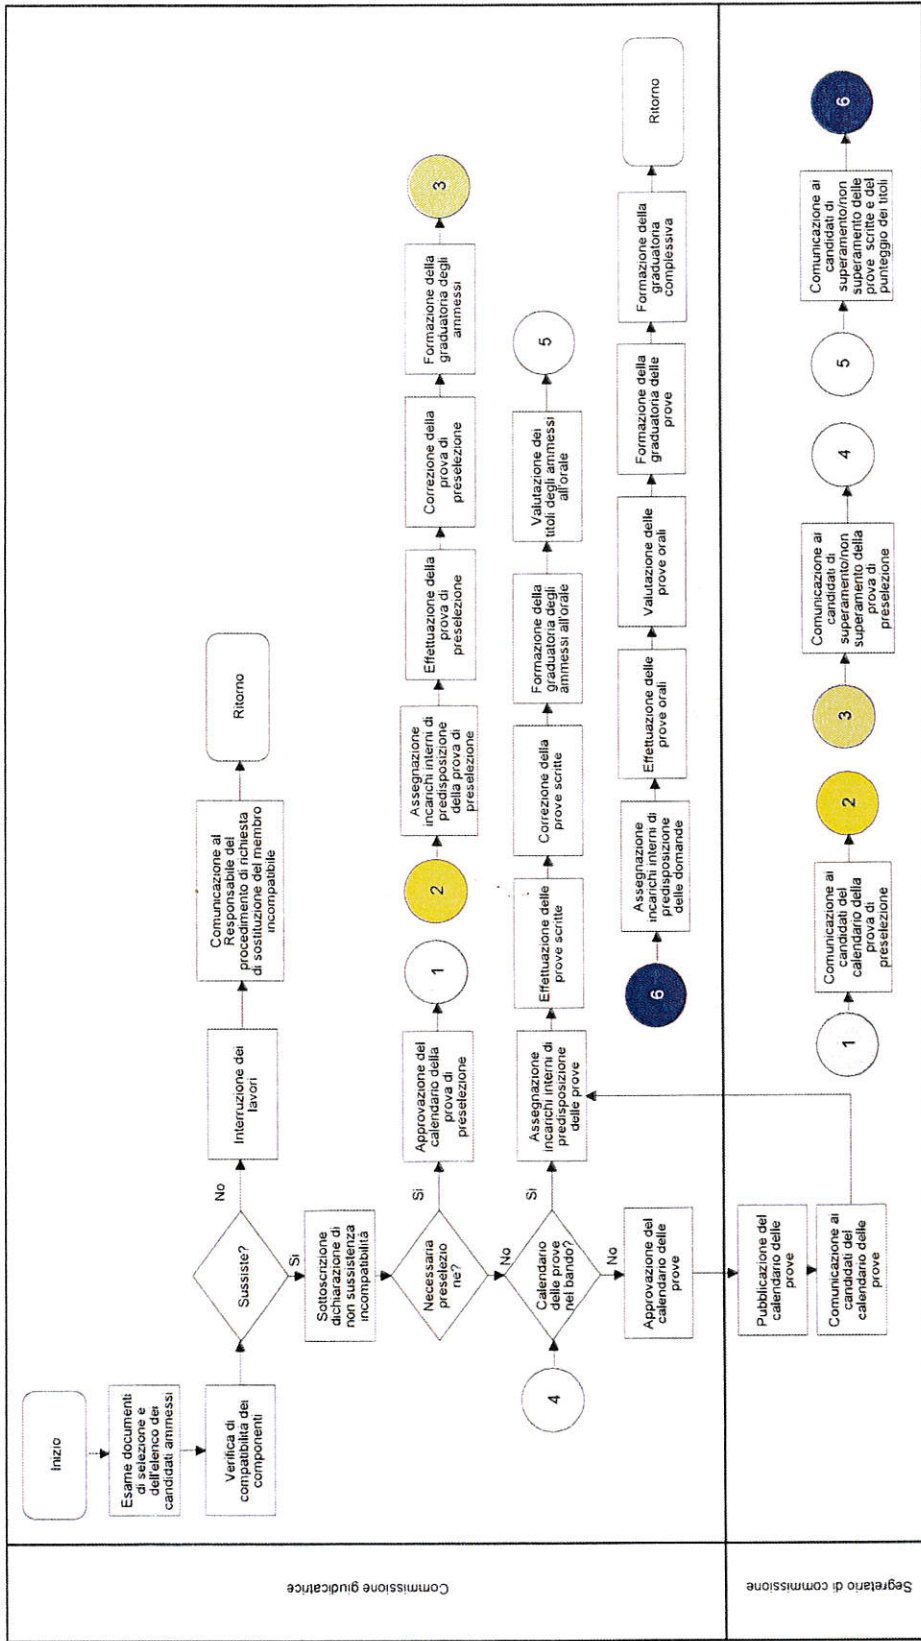 Commissione giudicatrice
Inizio
Esame documenti
di selezione e
dell'elenco dei
candidati ammessi
Verifica di
compatibilità dei
componenti
Sussiste?
No
Interruzione dei
lavori
Comunicazione al
Responsabile del
procedimento di richiesta
di sostituzione del membro
incompatibile
Ritorno
Si
Sottoscrizione
dichiarazione di
non sussistenza
incompatibilità
Necessaria
preselezio
ne?
Si
Approvazione del
calendario della
prova di
preselezione
1
2
Assegnazione
incarichi interni di
predisposizione
della prova di
preselezione
Effettuazione della
prova di
preselezione
Correzione della
prova di
preselezione
Formazione della
graduatoria degli
ammessi
3
No
4
Calendario
delle prove
nel bando?
Si
Assegnazione
incarichi interni di
predisposizione
delle prove
Effettuazione delle
prove scritte
Correzione della
prove scritte
Formazione della
graduatoria degli
ammessi all'orale
Valutazione dei
titoli degli ammessi
all'orale
5
No
Approvazione del
calendario delle
prove
6
Assegnazione
incarichi interni di
predisposizione
delle domande
Effettuazione delle
prove orali
Valutazione delle
prove orali
Formazione della
graduatoria delle
prove
Formazione della
graduatoria
complessiva
Ritorno
Segretario di commissione
Pubblicazione del
calendario delle
prove
Comunicazione ai
candidati del
calendario delle
prove
1
Comunicazione ai
candidati del
calendario della
prova di
preselezione
2
3
Comunicazione ai
candidati di
superamento/non
superamento della
prova di
preselezione
4
5
Comunicazione ai
candidati di
superamento/non
superamento delle
prove scritte e del
punteggio dei titoli
6